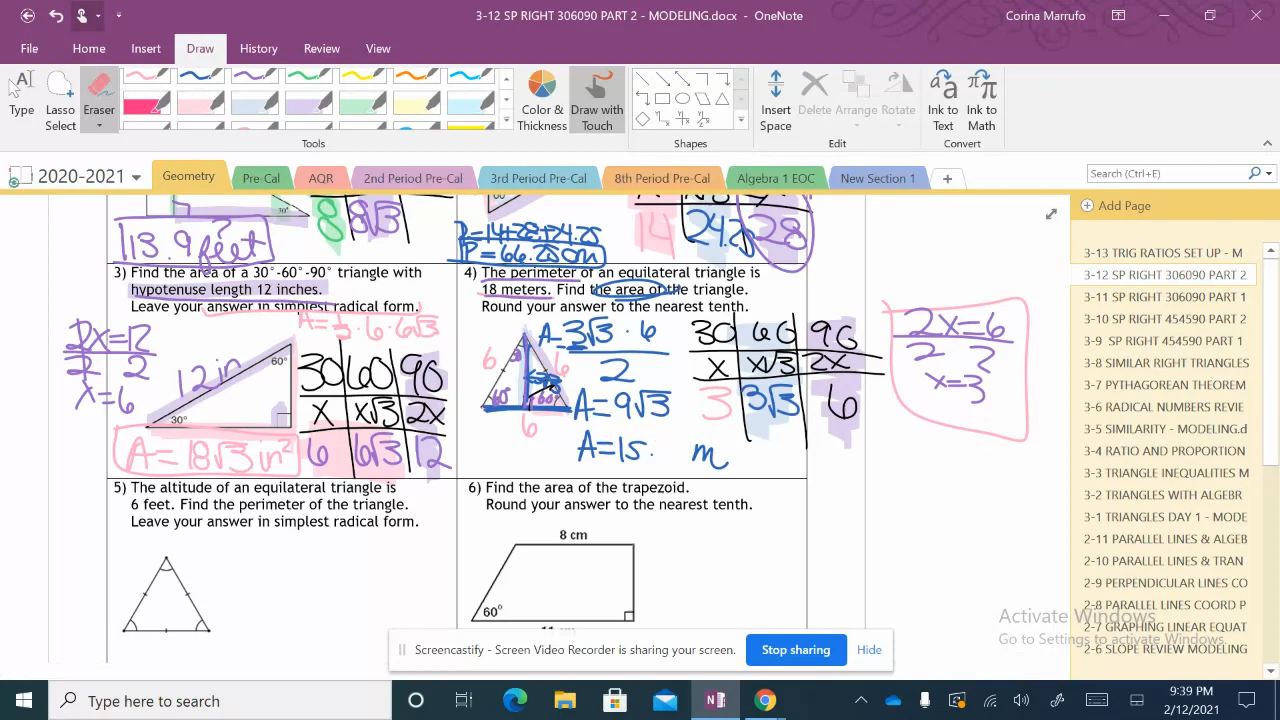 3-12 SP RIGHT 306090 PART 2 - MODELING.docx - OneNote
Corina Marrufo
File Home Insert Draw History Review View
Type
Lasso Select
Eraser
Color & Thickness
Draw with Touch
Insert Space
Delete
Arrange
Rotate
Ink to Text
Ink to Math
Tools
Shapes
Edit
Convert
2020-2021
Geometry Pre-Cal AQR 2nd Period Pre-Cal 3rd Period Pre-Cal 8th Period Pre-Cal Algebra 1 EOC New Section 1
Search (Ctrl+E)
13.9 feet
8 8√3
P = 66.25cm
14 28
3) Find the area of a 30°-60°-90° triangle with
hypotenuse length 12 inches.
Leave your answer in simplest radical form.
2x=12
2 2
x=6
12 in
60°
30°
30 60 90
x x√3 2x
6 6√3 12
A= 18√3 in²
4) The perimeter of an equilateral triangle is
18 meters. Find the area of the triangle.
Round your answer to the nearest tenth.
6 6
6
A=3√3 · 6
2
A=9√3
A=15. m
30 60 90
x x√3 2x
3 3√3 6
2x=6
2 2
x=3
5) The altitude of an equilateral triangle is
6 feet. Find the perimeter of the triangle.
Leave your answer in simplest radical form.
6) Find the area of the trapezoid.
Round your answer to the nearest tenth.
8 cm
60°
Add Page
3-13 TRIG RATIOS SET UP - M
3-12 SP RIGHT 306090 PART 2
3-11 SP RIGHT 306090 PART 1
3-10 SP RIGHT 454590 PART 2
3-9 SP RIGHT 454590 PART 1
3-8 SIMILAR RIGHT TRIANGLES
3-7 PYTHAGOREAN THEOREM
3-6 RADICAL NUMBERS REVIE
3-5 SIMILARITY - MODELING.d
3-4 RATIO AND PROPORTION
3-3 TRIANGLE INEQUALITIES M
3-2 TRIANGLES WITH ALGEBR
3-1 TRIANGLES DAY 1 - MODE
2-11 PARALLEL LINES & ALGEB
2-10 PARALLEL LINES & TRAN
2-9 PERPENDICULAR LINES CO
2-8 PARALLEL LINES COORD P
2-7 GRAPHING LINEAR EQUAT
2-6 SLOPE REVIEW MODELING
Activate Windows
Go to Settings to activate Windows.
Screencastify - Screen Video Recorder is sharing your screen.
Stop sharing
Hide
Type here to search
9:39 PM
2/12/2021